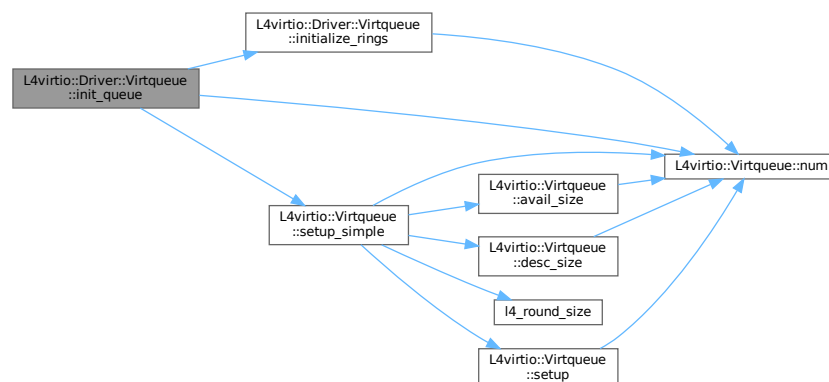 L4virtio::Driver::Virtqueue
::initialize_rings
L4virtio::Driver::Virtqueue
::init_queue
L4virtio::Virtqueue::num
L4virtio::Virtqueue
::avail_size
L4virtio::Virtqueue
::setup_simple
L4virtio::Virtqueue
::desc_size
l4_round_size
L4virtio::Virtqueue
::setup